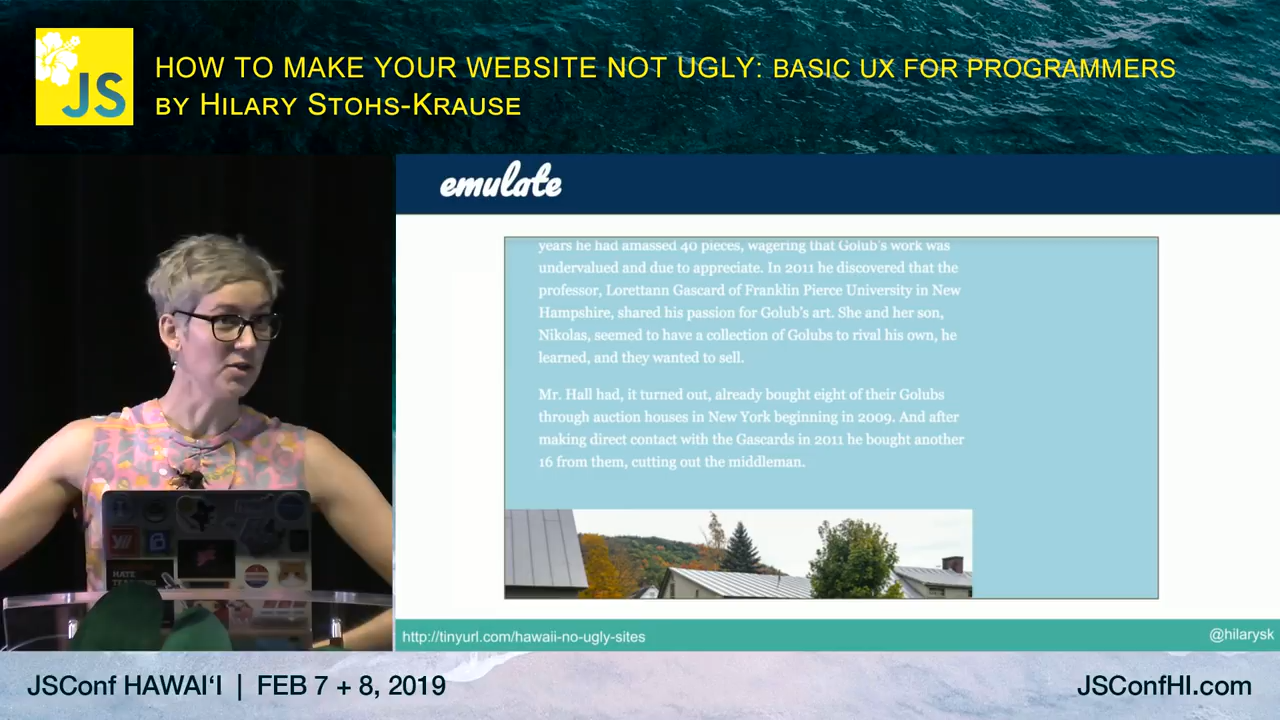 JS
HOW TO MAKE YOUR WEBSITE NOT UGLY: BASIC UX FOR PROGRAMMERS
BY HILARY STOHS-KRAUSE
emulate
years he had amassed 40 pieces, wagering that Golub's work was
undervalued and due to appreciate. In 2011 he discovered that the
professor, Lorettann Gascard of Franklin Pierce University in New
Hampshire, shared his passion for Golub's art. She and her son,
Nikolas, seemed to have a collection of Golubs to rival his own, he
learned, and they wanted to sell.
Mr. Hall had, it turned out, already bought eight of their Golubs
through auction houses in New York beginning in 2009. And after
making direct contact with the Gascards in 2011 he bought another
16 from them, cutting out the middleman.
http://tinyurl.com/hawaii-no-ugly-sites
@hilarysk
JSConf HAWAI'I | FEB 7 + 8, 2019
JSConfHI.com